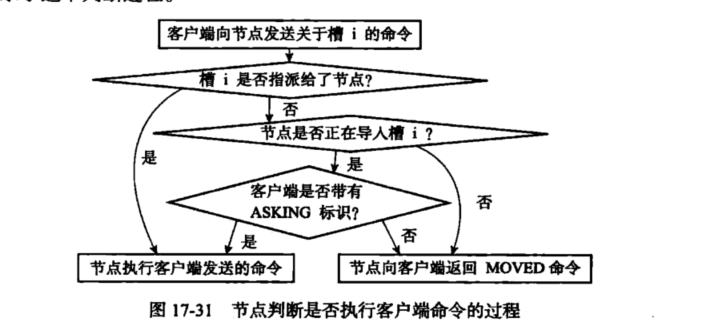 客户端向节点发送关于槽 i 的命令
槽 i 是否指派给了节点?
否
节点是否正在导入槽 i ?
是
是
客户端是否带有
ASKING 标识?
否
是
否
节点执行客户端发送的命令
节点向客户端返回 MOVED 命令
图 17-31 节点判断是否执行客户端命令的过程